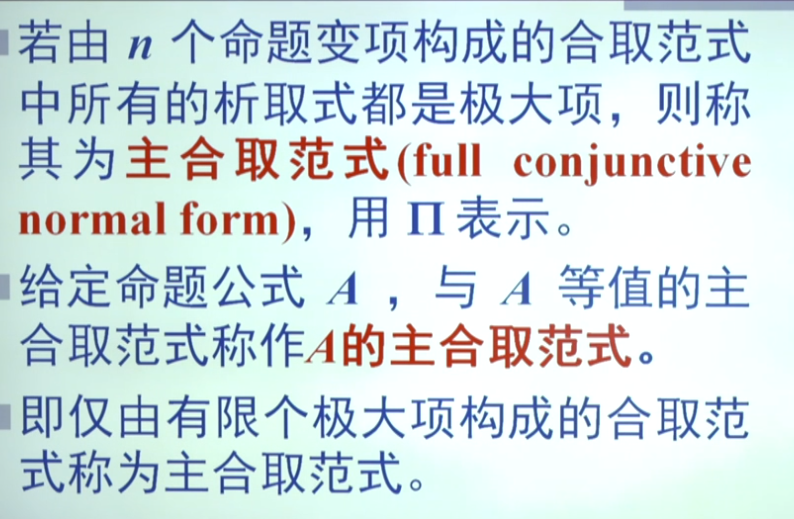 若由 n 个命题变项构成的合取范式
中所有的析取式都是极大项，则称
其为主合取范式(full conjunctive
normal form)，用 Π 表示。
给定命题公式 A ，与 A 等值的主
合取范式称作A的主合取范式。
即仅由有限个极大项构成的合取范
式称为主合取范式。